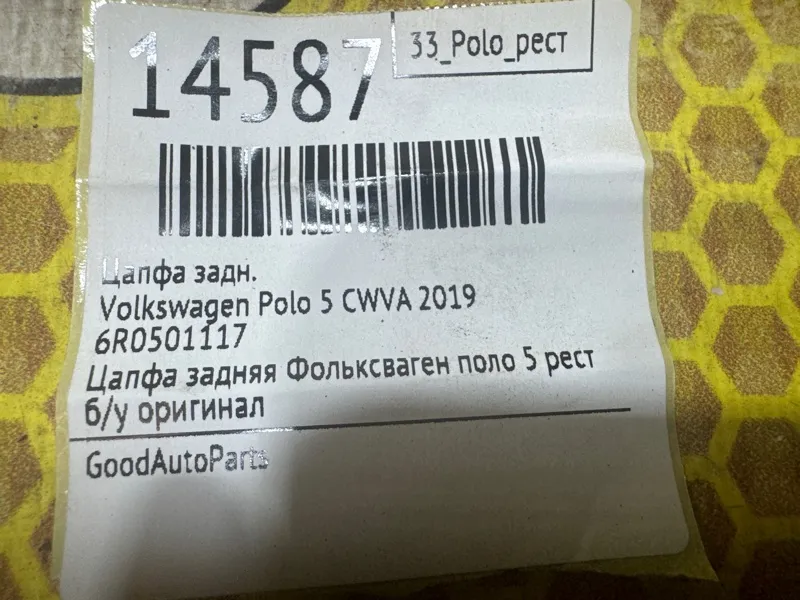 14587
33_Polo_рест
Цапфа задн.
Volkswagen Polo 5 CWVA 2019
6R0501117
Цапфа задняя Фольксваген поло 5 рест
б/у оригинал
GoodAutoParts